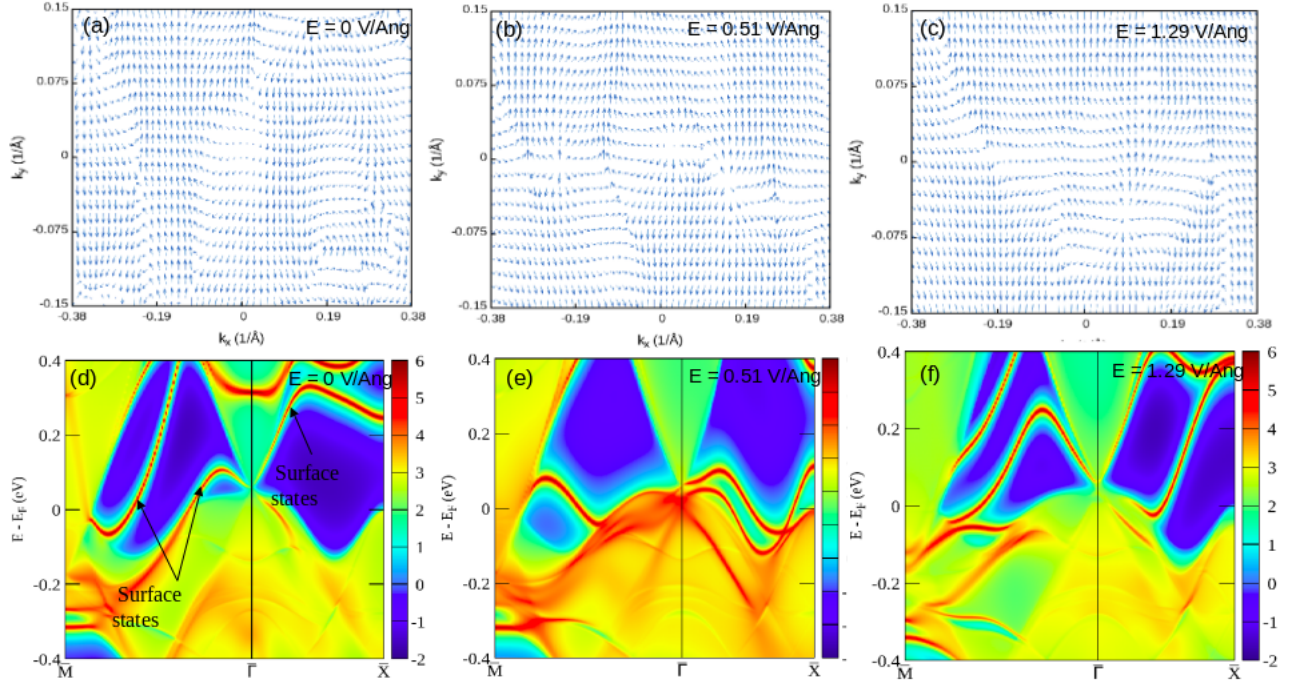 (a) E = 0 V/Ang
(b) E = 0.51 V/Ang
(c) E = 1.29 V/Ang
0.15
0.075
0
-0.075
-0.15
k_y (1/Å)
-0.38 -0.19 0 0.19 0.38
k_x (1/Å)
0.15
0.075
0
-0.075
-0.15
k_y (1/Å)
-0.38 -0.19 0 0.19 0.38
k_x (1/Å)
0.15
0.075
0
-0.075
-0.15
k_y (1/Å)
-0.38 -0.19 0 0.19 0.38
(d) E = 0 V/Ang
0.4
0.2
0
-0.2
-0.4
E - E_F (eV)
Surface
states
Surface
states
M̅ Γ̅ X̅
6
5
4
3
2
1
0
-1
-2
(e) E = 0.51 V/Ang
0.4
0.2
0
-0.2
-0.4
E - E_F (eV)
M̅ Γ̅ X̅
(f) E = 1.29 V/Ang
0.4
0.2
0
-0.2
-0.4
E - E_F (eV)
M̅ Γ̅ X̅
6
5
4
3
2
1
0
-1
-2